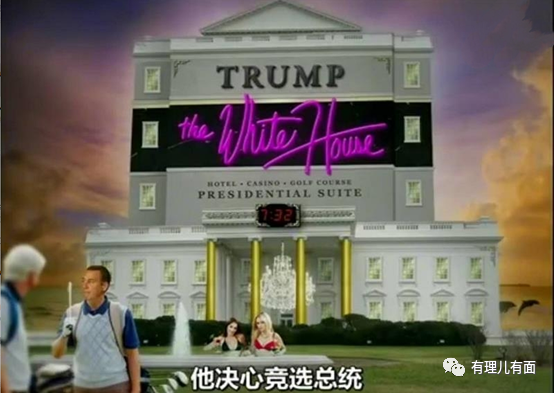 TRUMP
the White House
HOTEL · CASINO · GOLF COURSE
PRESIDENTIAL SUITE
7:32
他决心竞选总统
有理儿有面